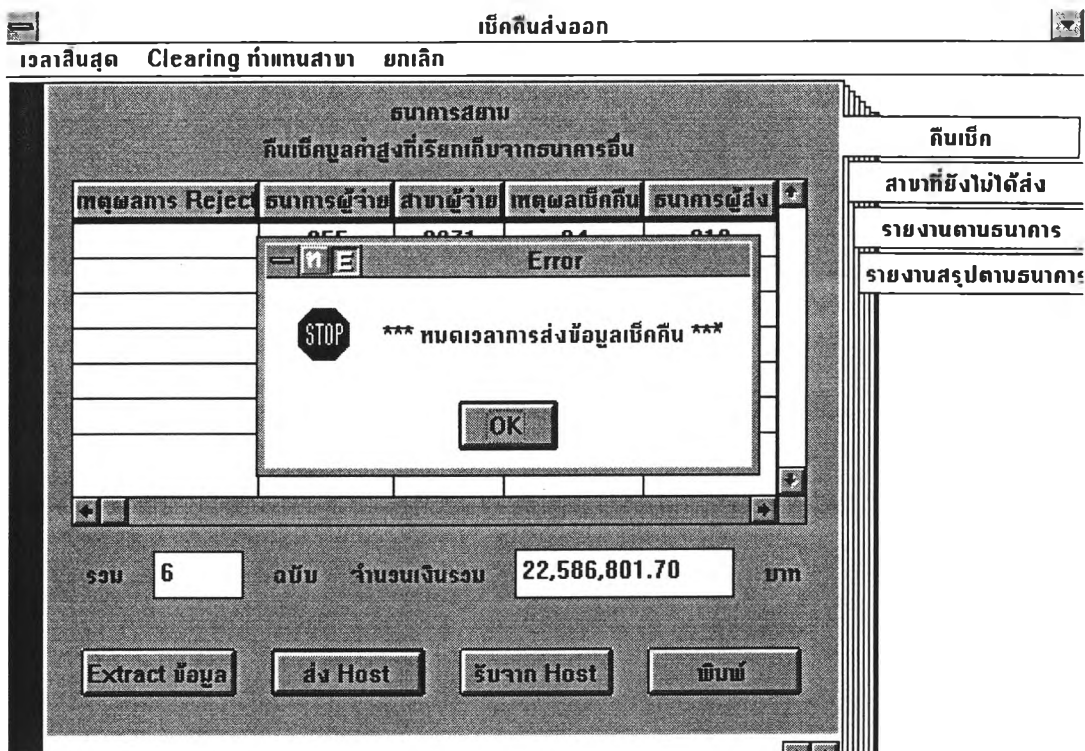 เช็คคืนส่งออก
เวลาสิ้นสุด Clearing ทำแทนสาขา ยกเลิก
ธนาคารสยาม
คืนเช็คมูลค่าสูงที่เรียกเก็บจากธนาคารอื่น
คืนเช็ค
สาขาที่ยังไม่ได้ส่ง
รายงานตามธนาคาร
รายงานสรุปตามธนาคาร
เหตุผลการ Reject ธนาคารผู้จ่าย สาขาผู้จ่าย เหตุผลเช็คคืน ธนาคารผู้ส่ง
ก E Error
STOP *** หมดเวลาการส่งข้อมูลเช็คคืน ***
OK
รวม 6 ฉบับ จำนวนเงินรวม 22,586,801.70 บาท
Extract ข้อมูล ส่ง Host รับจาก Host พิมพ์